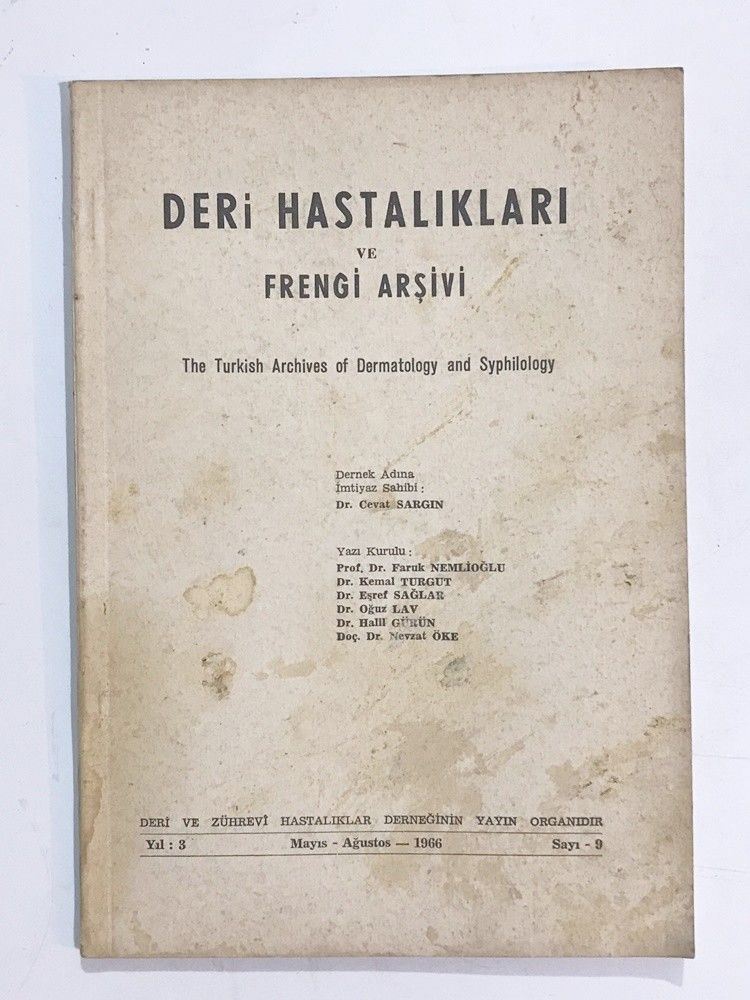 DERi HASTALIKLARI
VE
FRENGİ ARŞİVİ
The Turkish Archives of Dermatology and Syphilology
Dernek Adına
İmtiyaz Sahibi :
Dr. Cevat SARGIN
Yazı Kurulu :
Prof. Dr. Faruk NEMLİOĞLU
Dr. Kemal TURGUT
Dr. Eşref SAĞLAR
Dr. Oğuz LAV
Dr. Halil GÜRÜN
Doç. Dr. Nevzat ÖKE
DERİ VE ZÜHREVÎ HASTALIKLAR DERNEĞİNİN YAYIN ORGANIDIR
Yıl : 3 Mayıs - Ağustos — 1966 Sayı - 9